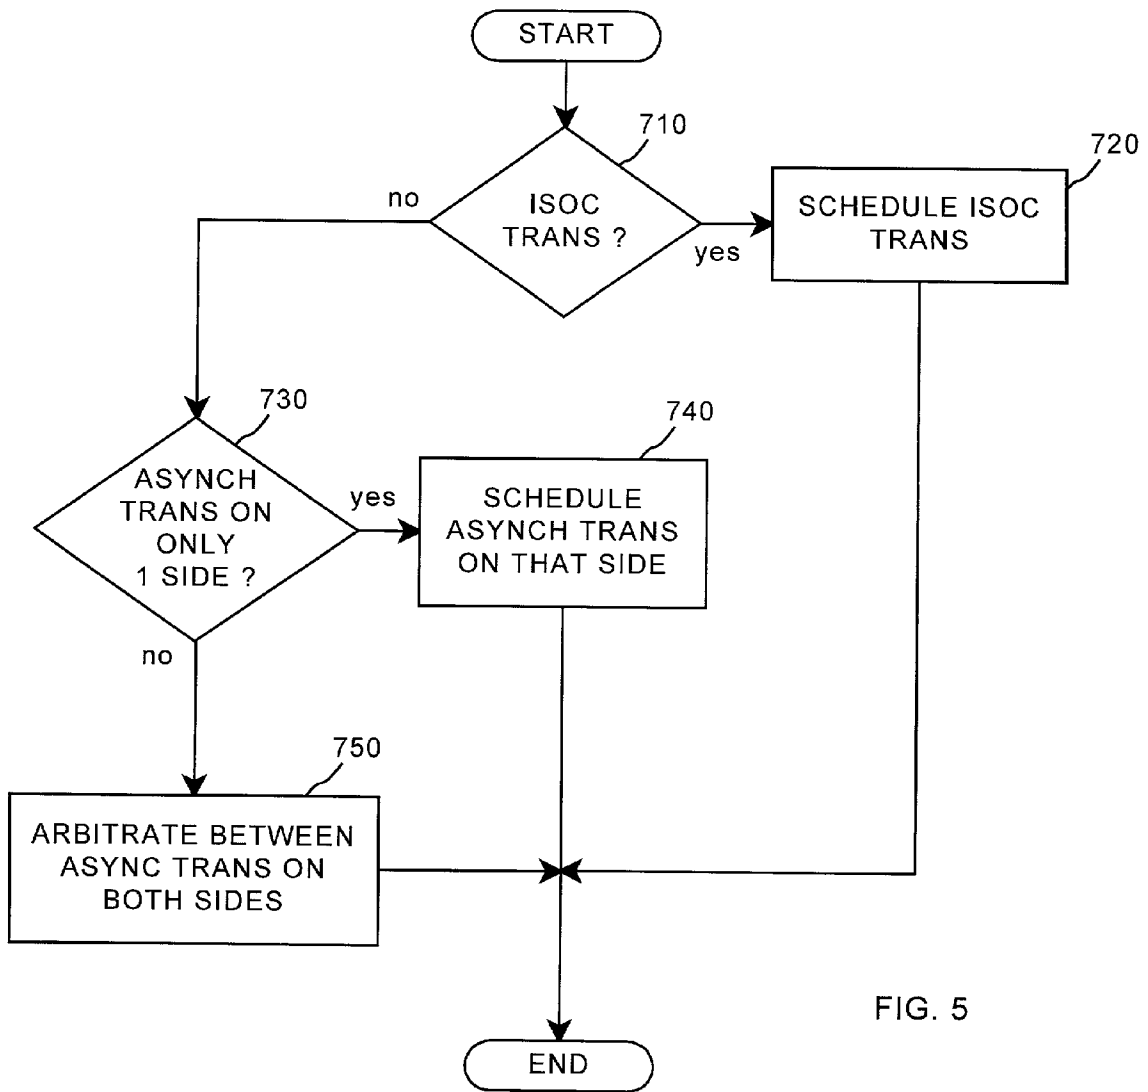 START
710
720
ISOC
TRANS ?
no
yes
SCHEDULE ISOC
TRANS
730
740
ASYNCH
TRANS ON
ONLY
1 SIDE ?
yes
no
SCHEDULE
ASYNCH TRANS
ON THAT SIDE
750
ARBITRATE BETWEEN
ASYNC TRANS ON
BOTH SIDES
FIG. 5
END